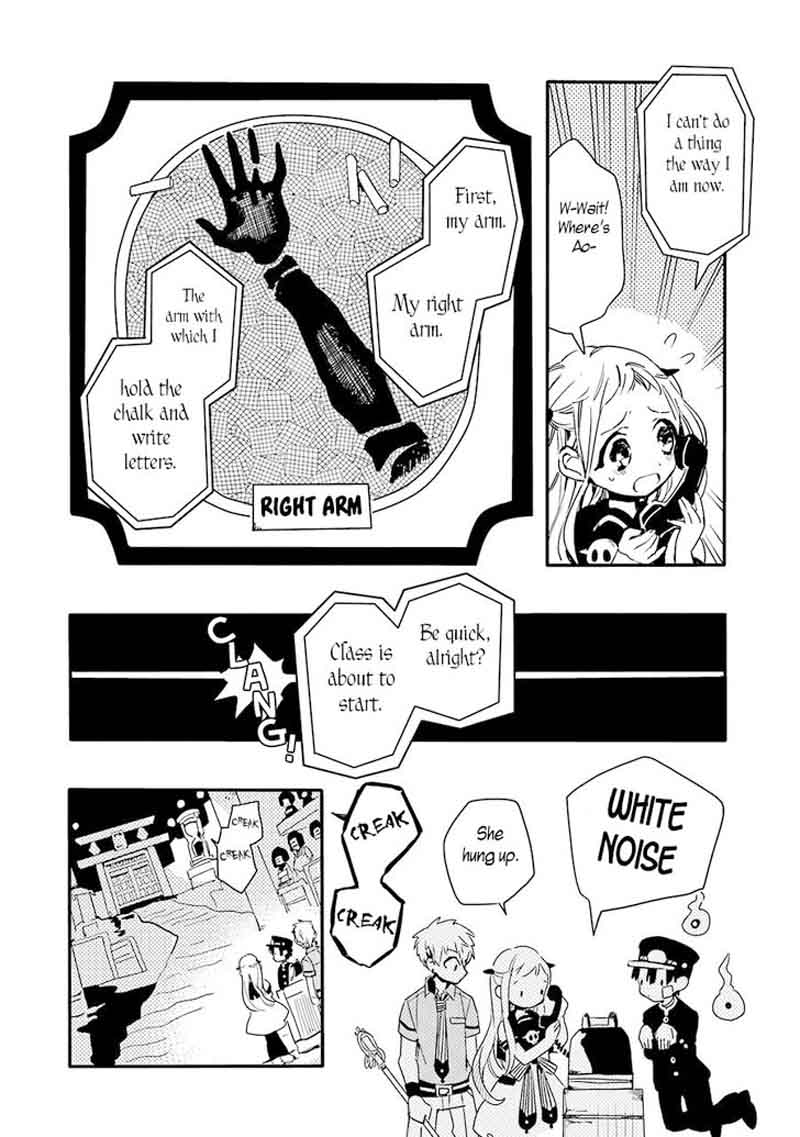 I can't do
a thing
the way I
am now.
W-Wait!
Where's
Ao-
First,
my arm.
My right
arm.
The
arm with
which I
hold the
chalk and
write
letters.
RIGHT ARM
Be quick,
alright?
Class is
about to
start.
CLANG!
WHITE
NOISE
She
hung up.
CREAK
CREAK
CREAK
CREAK